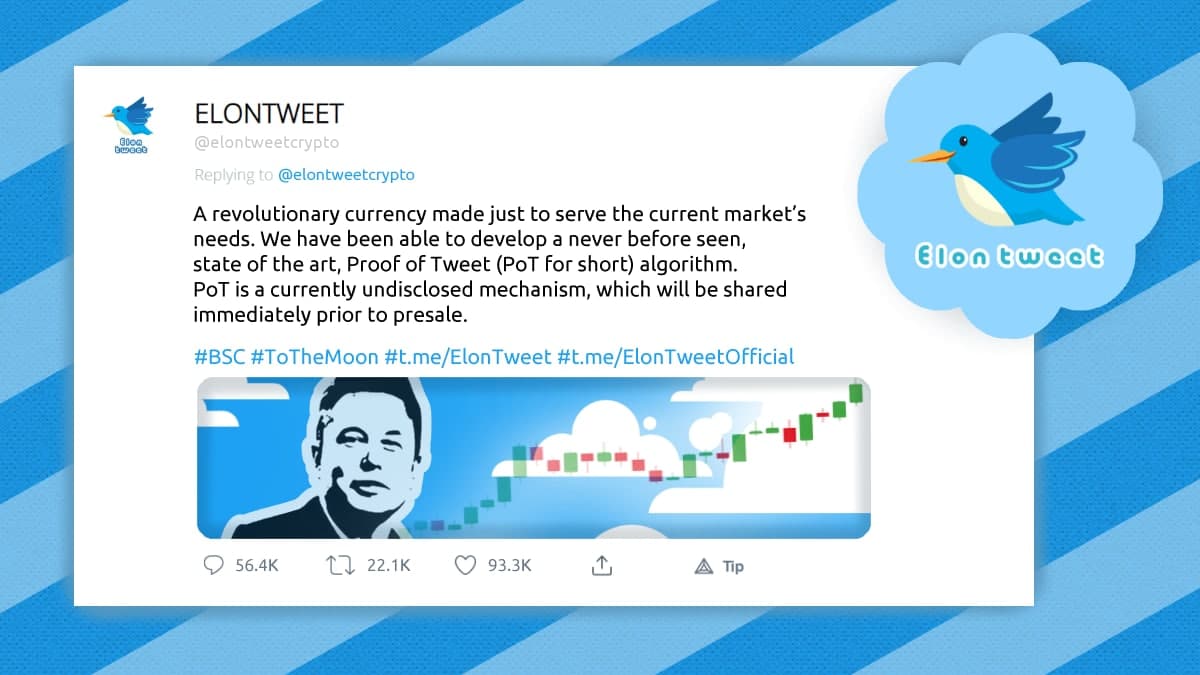 ELONTWEET
@elontweetcrypto
Elon
tweet
Replying to @elontweetcrypto
A revolutionary currency made just to serve the current market’s
needs. We have been able to develop a never before seen,
state of the art, Proof of Tweet (PoT for short) algorithm.
PoT is a currently undisclosed mechanism, which will be shared
immediately prior to presale.
#BSC #ToTheMoon #t.me/ElonTweet #t.me/ElonTweetOfficial
56.4K 22.1K 93.3K Tip
Elon tweet